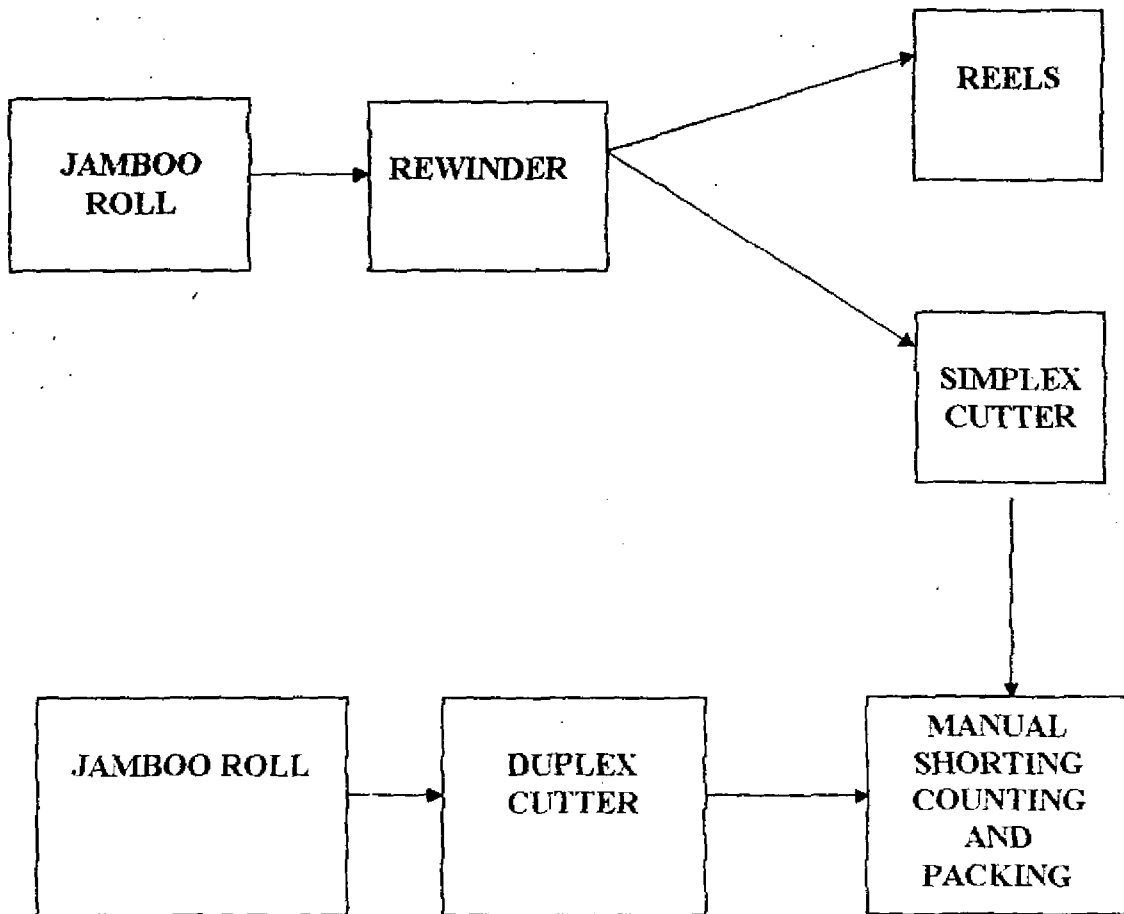 REELS
JAMBOO
ROLL
REWINDER
SIMPLEX
CUTTER
JAMBOO ROLL
DUPLEX
CUTTER
MANUAL
SHORTING
COUNTING
AND
PACKING